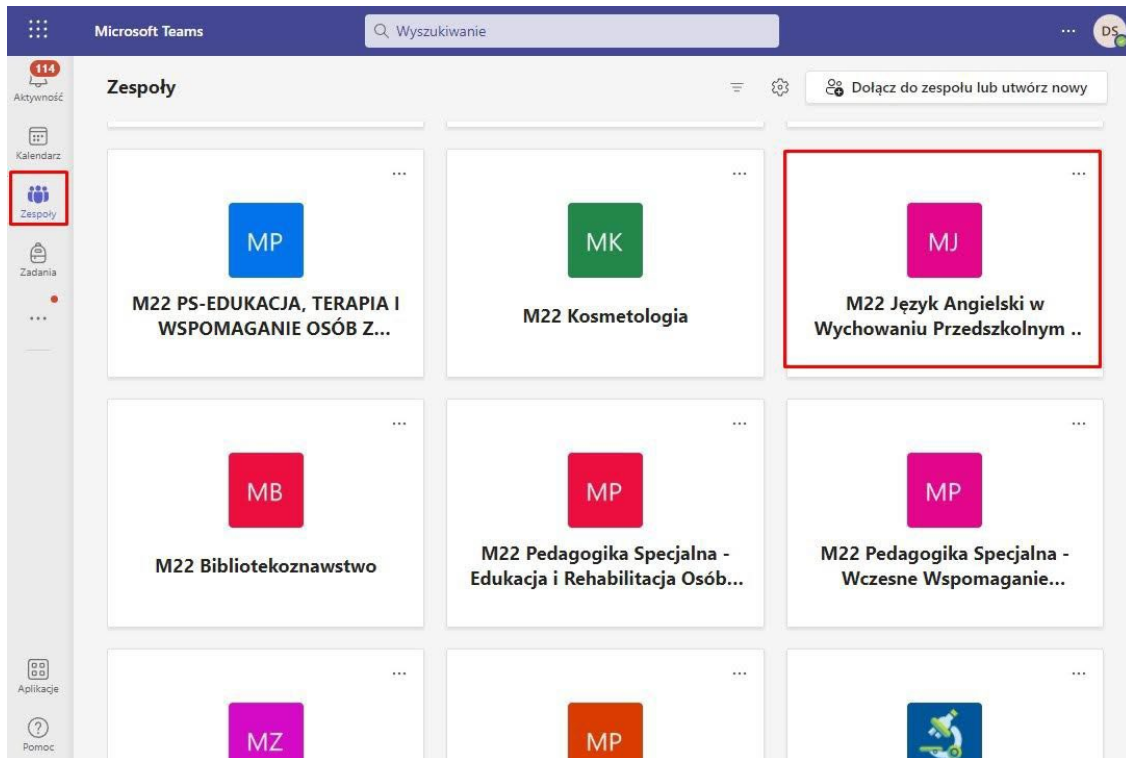 Microsoft Teams
Wyszukiwanie
...
DS
114
Aktywność
Kalendarz
Zespoły
Zadania
...
Aplikacje
Pomoc
Zespoły
Dołącz do zespołu lub utwórz nowy
...
MP
M22 PS-EDUKACJA, TERAPIA I
WSPOMAGANIE OSÓB Z...
...
MK
M22 Kosmetologia
...
MJ
M22 Język Angielski w
Wychowaniu Przedszkolnym ..
...
MB
M22 Bibliotekoznawstwo
...
MP
M22 Pedagogika Specjalna -
Edukacja i Rehabilitacja Osób...
...
MP
M22 Pedagogika Specjalna -
Wczesne Wspomaganie...
...
MZ
...
MP
...